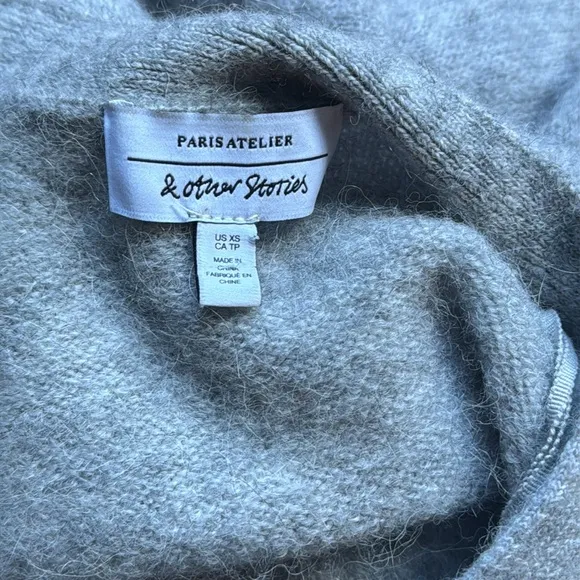 PARIS ATELIER
& other Stories
US XS
CA TP
MADE IN
CHINA
FABRIQUÉ EN
CHINE